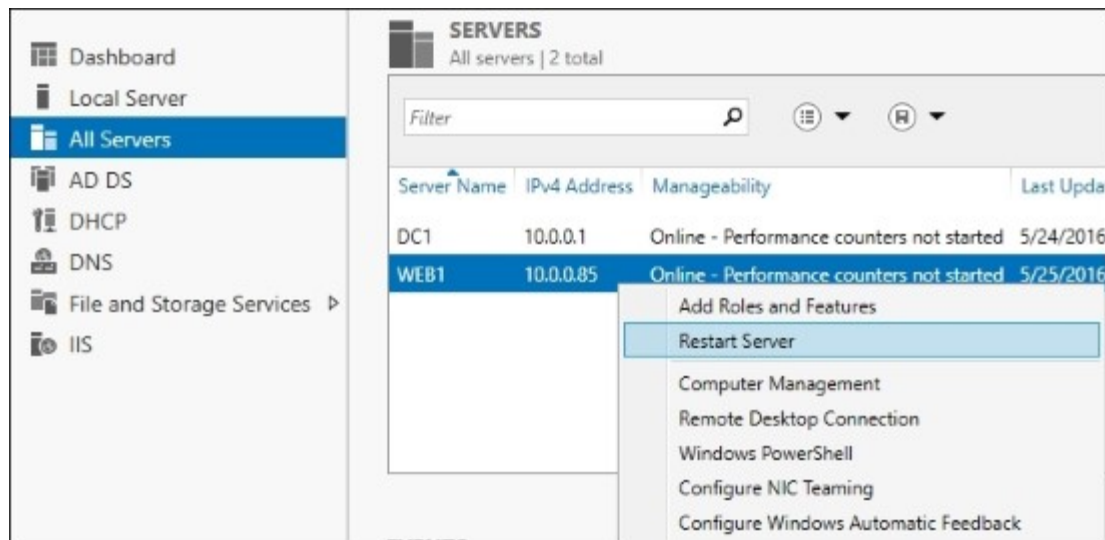 Dashboard
Local Server
All Servers
AD DS
DHCP
DNS
File and Storage Services
IIS
SERVERS
All servers | 2 total
Filter
Server Name IPv4 Address Manageability Last Upda
DC1 10.0.0.1 Online - Performance counters not started 5/24/2016
WEB1 10.0.0.85 Online - Performance counters not started 5/25/2016
Add Roles and Features
Restart Server
Computer Management
Remote Desktop Connection
Windows PowerShell
Configure NIC Teaming
Configure Windows Automatic Feedback